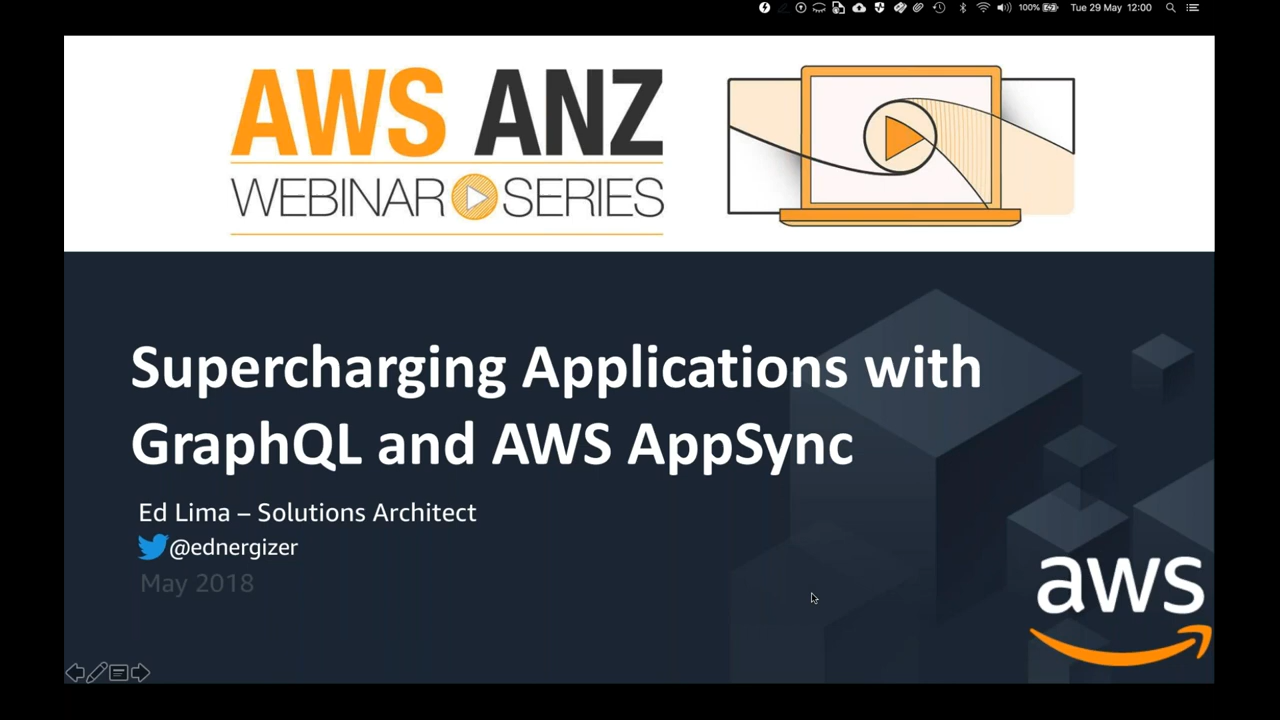 100% Tue 29 May 12:00
AWS ANZ
WEBINAR SERIES
Supercharging Applications with
GraphQL and AWS AppSync
Ed Lima – Solutions Architect
@ednergizer
May 2018
aws